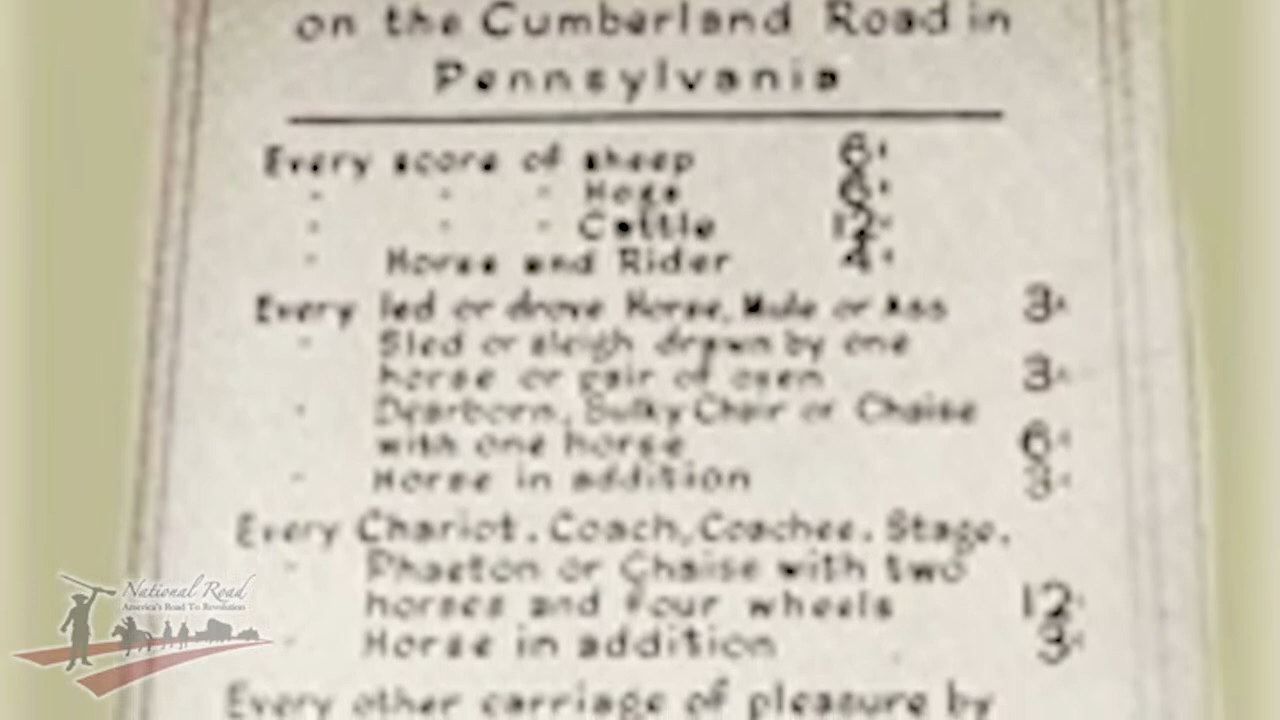 on the Cumberland Road in
Pennsylvania
Every score of sheep 6¢
" " " Hogs 6¢
" " " Cattle 12¢
" Horse and Rider 4¢
Every led or drove Horse, Mule or Ass 3¢
" Sled or sleigh drawn by one
horse or pair of oxen 3¢
" Dearborn, Sulky Chair or Chaise
with one horse 6¢
" Horse in addition 3¢
Every Chariot, Coach, Coachee, Stage,
" Phaeton or Chaise with two
horses and four wheels 12¢
" Horse in addition 3¢
Every other carriage of pleasure by
National Road
America's Road To Revolution